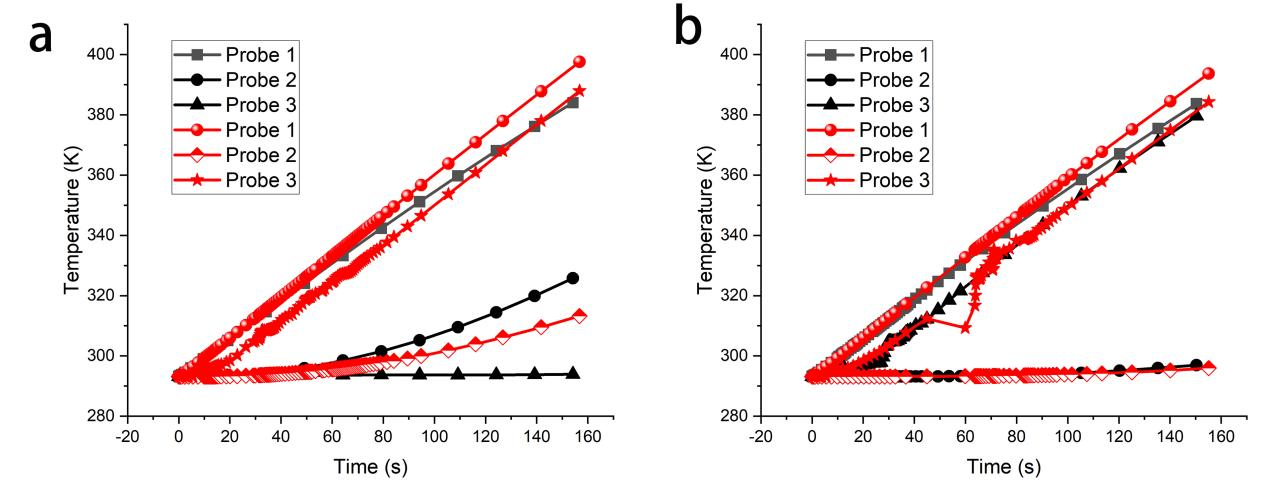 a
400
380
360
340
320
300
280
-20 0 20 40 60 80 100 120 140 160
Temperature (K)
Time (s)
Probe 1
Probe 2
Probe 3
Probe 1
Probe 2
Probe 3
b
400
380
360
340
320
300
280
-20 0 20 40 60 80 100 120 140 160
Temperature (K)
Time (s)
Probe 1
Probe 2
Probe 3
Probe 1
Probe 2
Probe 3